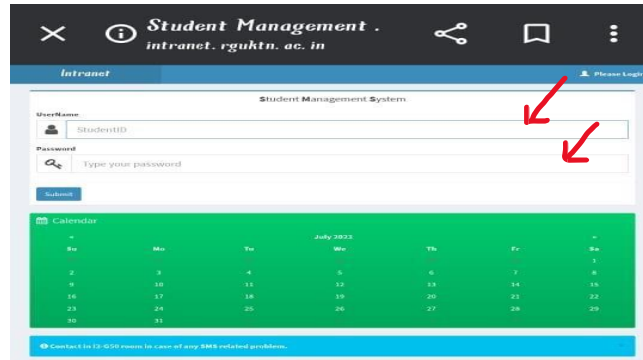 Student Management .
intranet. rguktn. ac. in
Intranet
Please Login
Student Management System
UserName
StudentID
Password
Type your password
Submit
Calendar
« »
Su Mo Tu We Th Fr Sa
1
2 3 4 5 6 7 8
9 10 11 12 13 14 15
16 17 18 19 20 21 22
23 24 25 26 27 28 29
30 31
Contact in i2-G50 room in case of any SMS related problem.